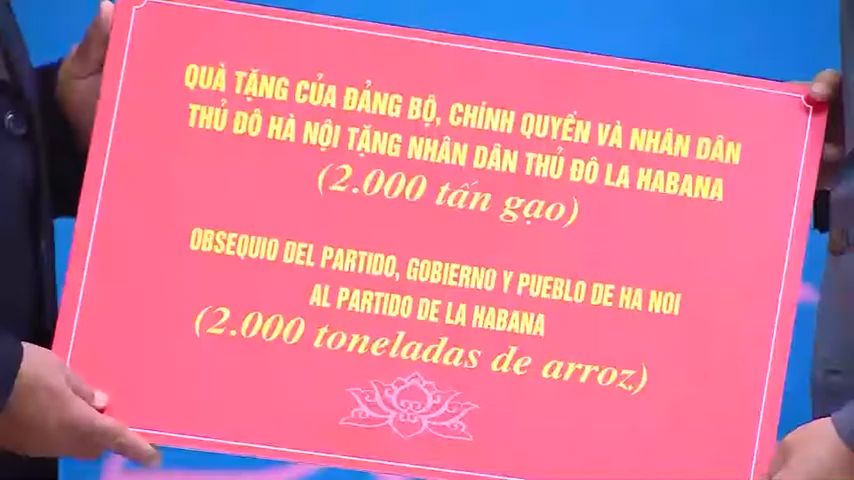 QUÀ TẶNG CỦA ĐẢNG BỘ, CHÍNH QUYỀN VÀ NHÂN DÂN
THỦ ĐÔ HÀ NỘI TẶNG NHÂN DÂN THỦ ĐÔ LA HABANA
(2.000 tấn gạo)
OBSEQUIO DEL PARTIDO, GOBIERNO Y PUEBLO DE HA NOI
AL PARTIDO DE LA HABANA
(2.000 toneladas de arroz)